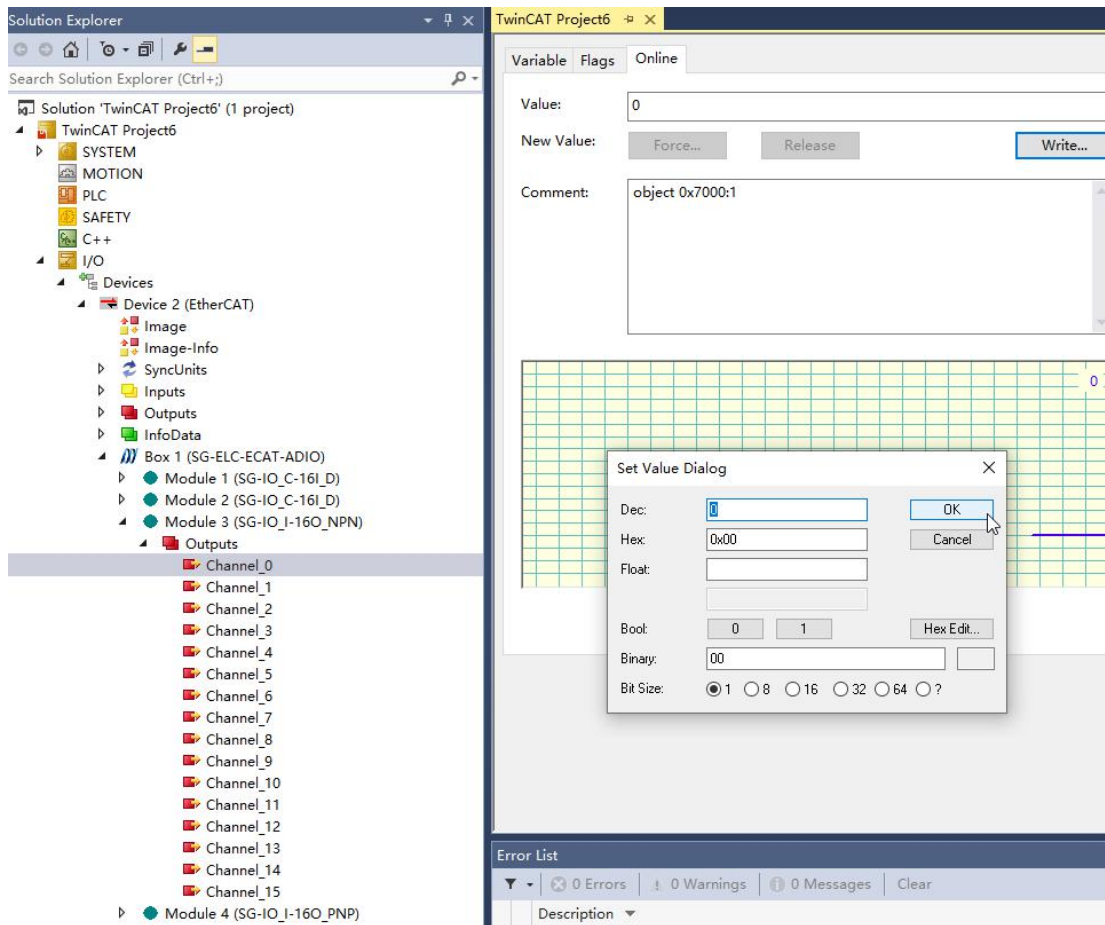 Solution Explorer
Search Solution Explorer (Ctrl+;)
Solution 'TwinCAT Project6' (1 project)
TwinCAT Project6
SYSTEM
MOTION
PLC
SAFETY
C++
I/O
Devices
Device 2 (EtherCAT)
Image
Image-Info
SyncUnits
Inputs
Outputs
InfoData
Box 1 (SG-ELC-ECAT-ADIO)
Module 1 (SG-IO_C-16I_D)
Module 2 (SG-IO_C-16I_D)
Module 3 (SG-IO_I-16O_NPN)
Outputs
Channel_0
Channel_1
Channel_2
Channel_3
Channel_4
Channel_5
Channel_6
Channel_7
Channel_8
Channel_9
Channel_10
Channel_11
Channel_12
Channel_13
Channel_14
Channel_15
Module 4 (SG-IO_I-16O_PNP)
TwinCAT Project6
Variable Flags Online
Value: 0
New Value: Force... Release Write...
Comment: object 0x7000:1
0
Set Value Dialog
Dec: 0 OK
Hex: 0x00 Cancel
Float:
Bool: 0 1 Hex Edit...
Binary: 00
Bit Size: 1 8 16 32 64 ?
Error List
0 Errors 0 Warnings 0 Messages Clear
Description